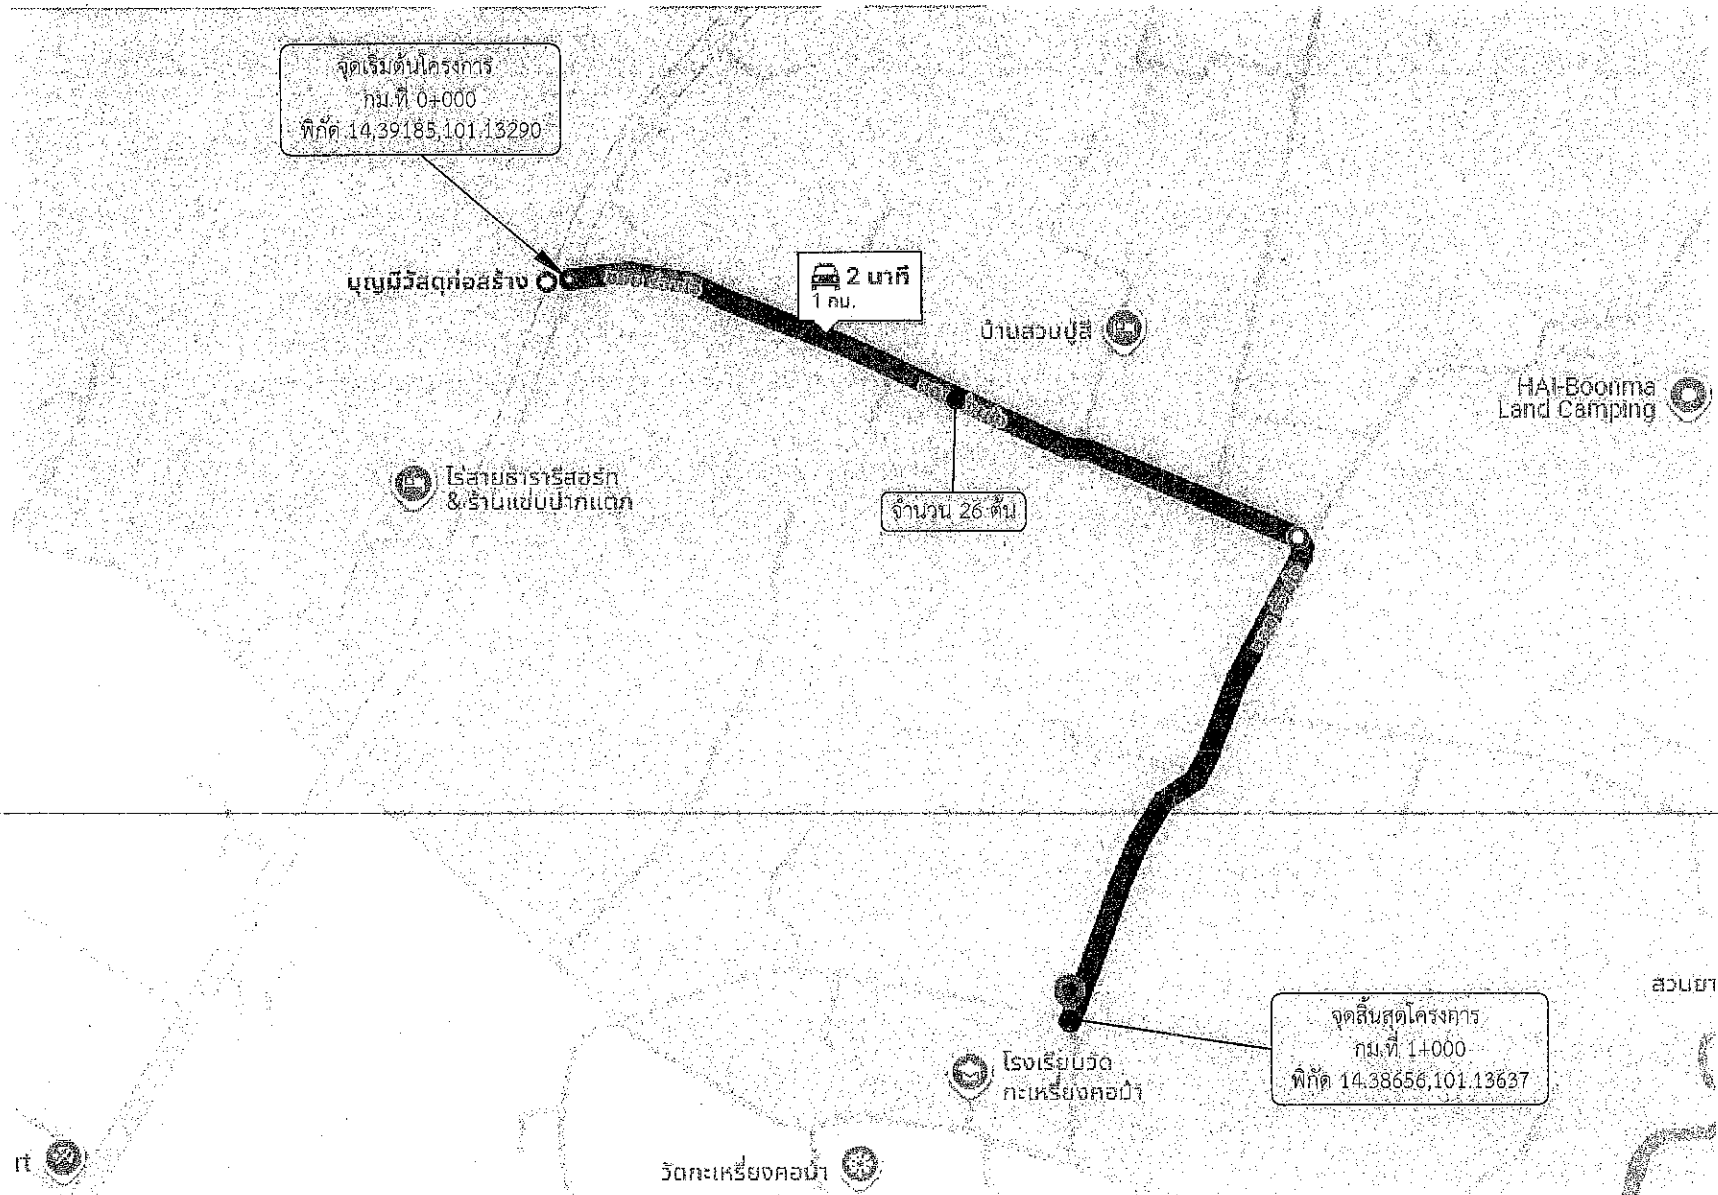 จุดเริ่มต้นโครงการ
กม.ที่ 0+000
พิกัด 14,39185,101.13290
บุญมีวัสดุก่อสร้าง
2 นาที
1 กม.
บ้านสวนปู่สี
HAI-Boonma
Land Camping
ไร่สายธารารีสอร์ท
& ร้านแซ่บปากแตก
จำนวน 26 ต้น
สวนยา
จุดสิ้นสุดโครงการ
กม.ที่ 1+000
พิกัด 14.38656,101.13637
โรงเรียนวัด
กะเหรี่ยงคอม้า
rt
วัดกะเหรี่ยงคอม้า